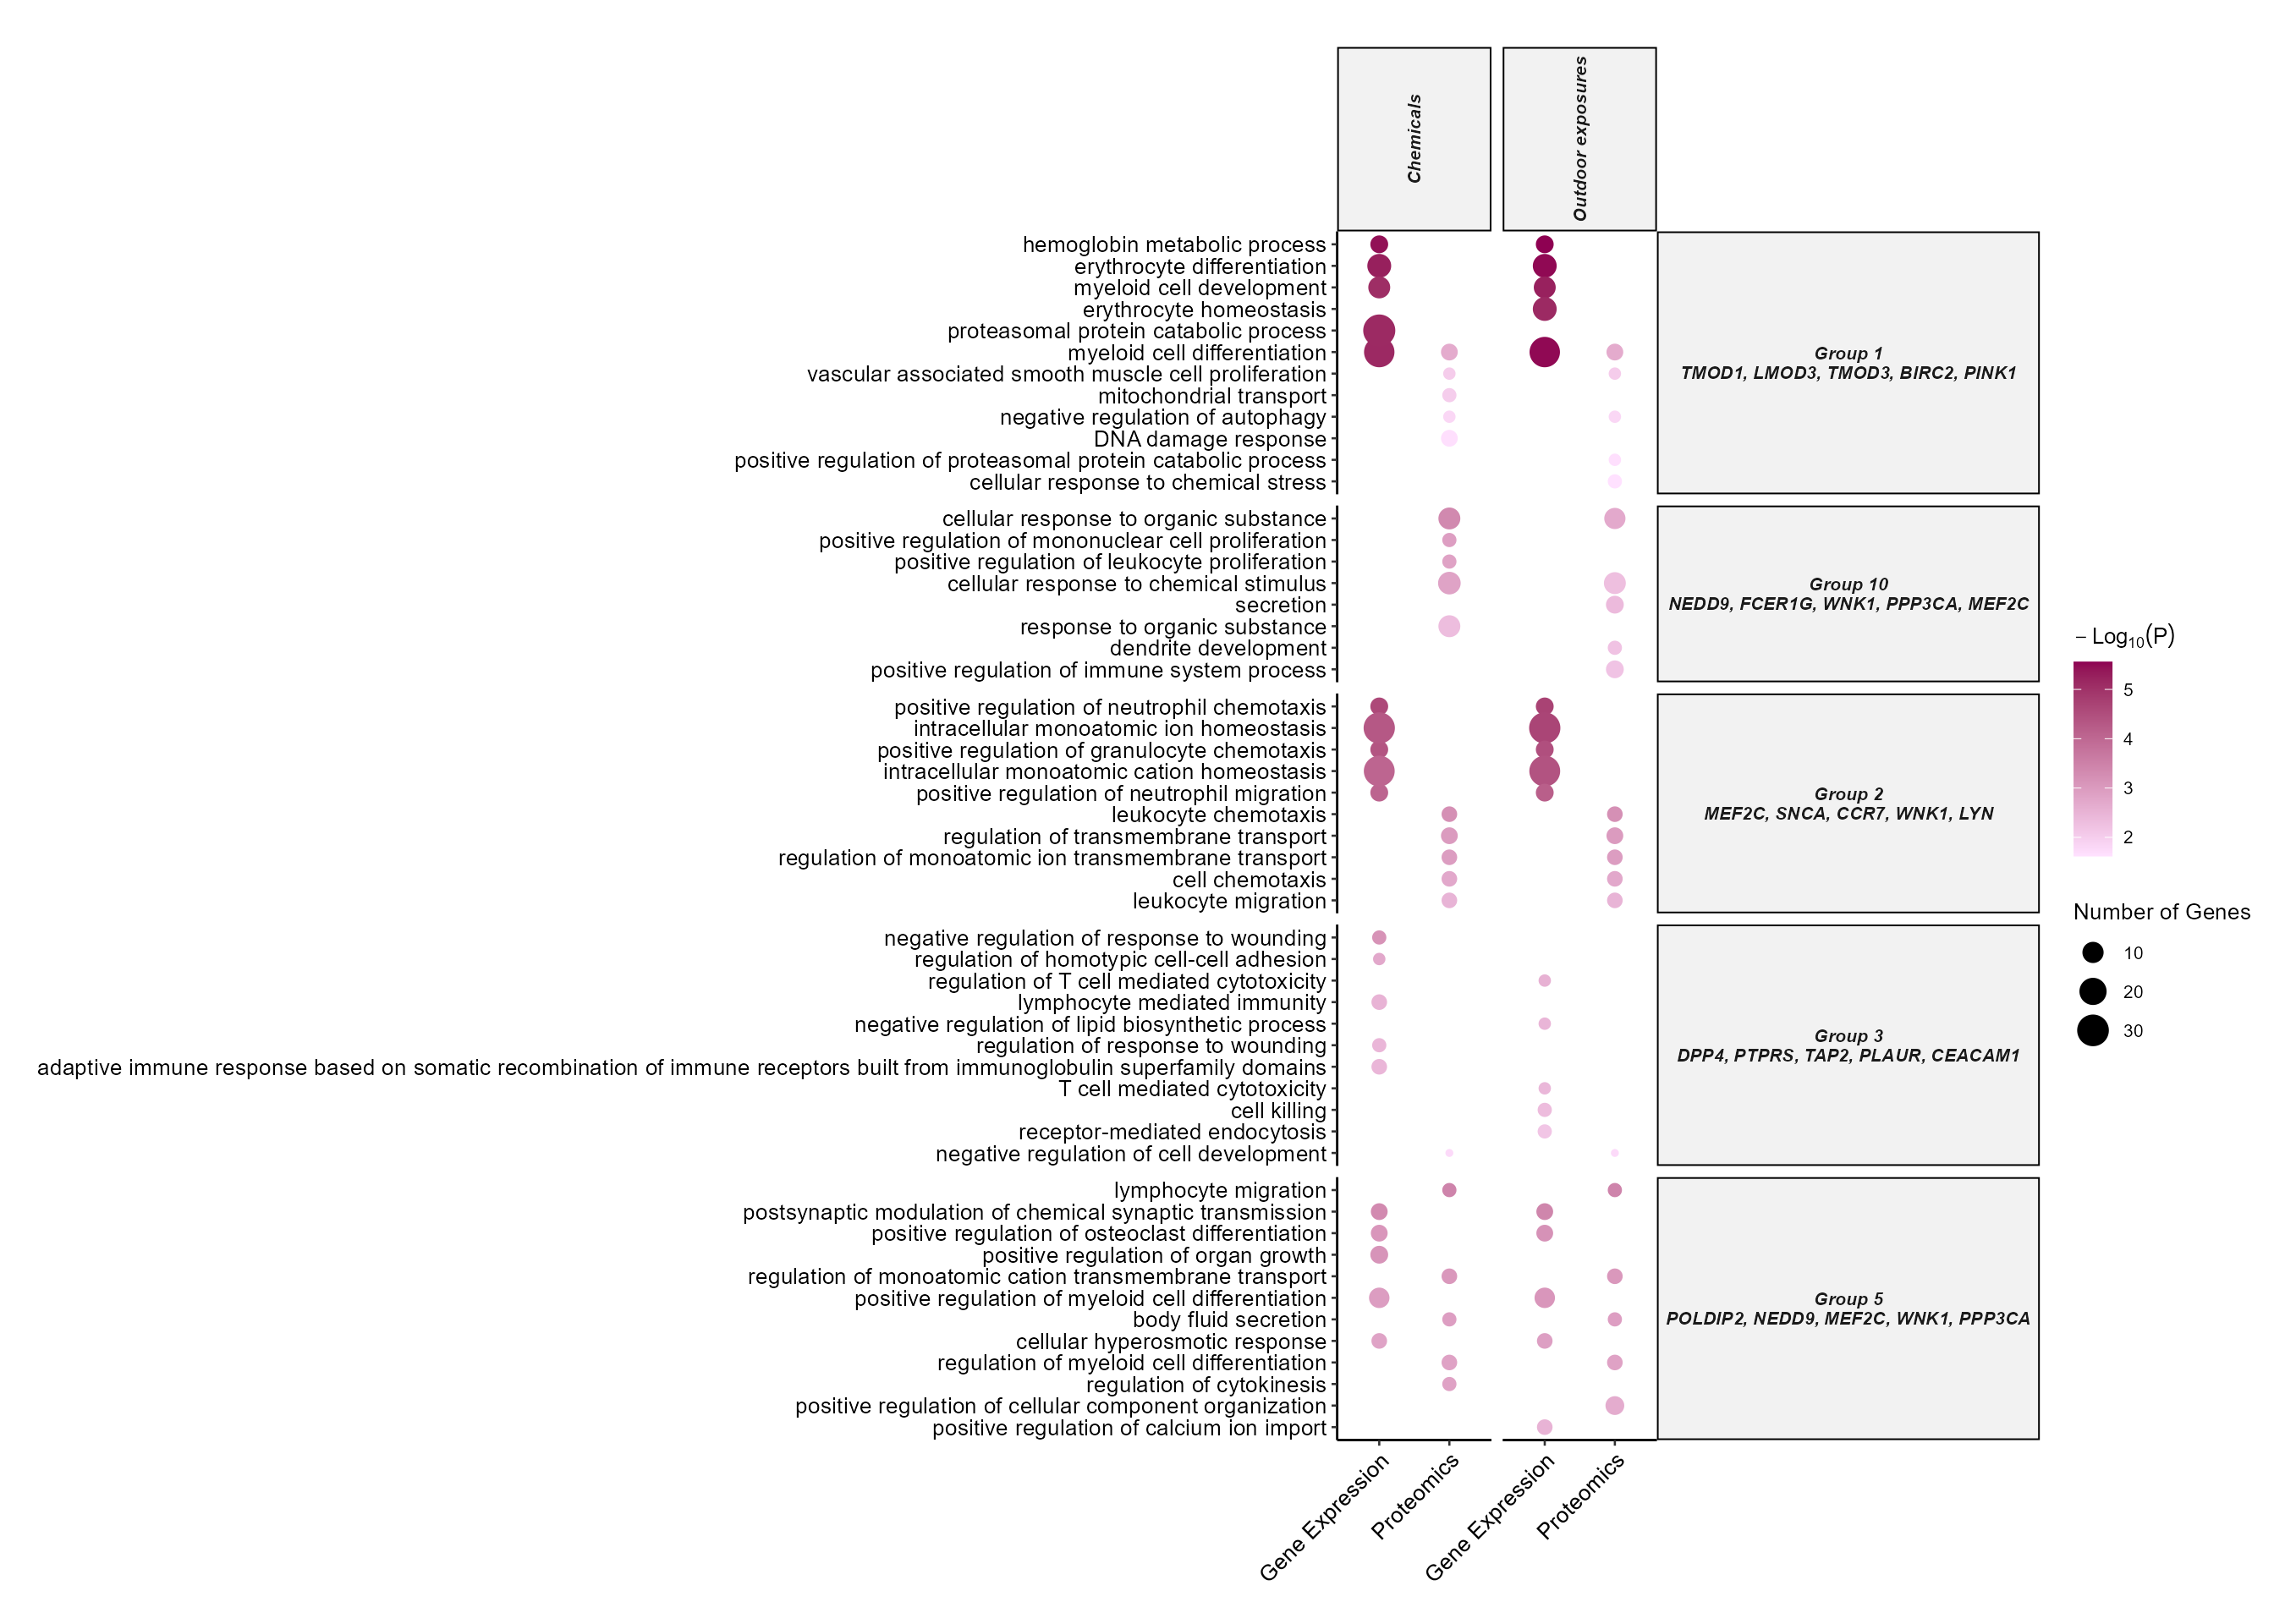 Chemicals
Outdoor exposures
hemoglobin metabolic process
erythrocyte differentiation
myeloid cell development
erythrocyte homeostasis
proteasomal protein catabolic process
myeloid cell differentiation
vascular associated smooth muscle cell proliferation
mitochondrial transport
negative regulation of autophagy
DNA damage response
positive regulation of proteasomal protein catabolic process
cellular response to chemical stress
Group 1
TMOD1, LMOD3, TMOD3, BIRC2, PINK1
cellular response to organic substance
positive regulation of mononuclear cell proliferation
positive regulation of leukocyte proliferation
cellular response to chemical stimulus
secretion
response to organic substance
dendrite development
positive regulation of immune system process
Group 10
NEDD9, FCER1G, WNK1, PPP3CA, MEF2C
positive regulation of neutrophil chemotaxis
intracellular monoatomic ion homeostasis
positive regulation of granulocyte chemotaxis
intracellular monoatomic cation homeostasis
positive regulation of neutrophil migration
leukocyte chemotaxis
regulation of transmembrane transport
regulation of monoatomic ion transmembrane transport
cell chemotaxis
leukocyte migration
Group 2
MEF2C, SNCA, CCR7, WNK1, LYN
negative regulation of response to wounding
regulation of homotypic cell-cell adhesion
regulation of T cell mediated cytotoxicity
lymphocyte mediated immunity
negative regulation of lipid biosynthetic process
regulation of response to wounding
adaptive immune response based on somatic recombination of immune receptors built from immunoglobulin superfamily domains
T cell mediated cytotoxicity
cell killing
receptor-mediated endocytosis
negative regulation of cell development
Group 3
DPP4, PTPRS, TAP2, PLAUR, CEACAM1
lymphocyte migration
postsynaptic modulation of chemical synaptic transmission
positive regulation of osteoclast differentiation
positive regulation of organ growth
regulation of monoatomic cation transmembrane transport
positive regulation of myeloid cell differentiation
body fluid secretion
cellular hyperosmotic response
regulation of myeloid cell differentiation
regulation of cytokinesis
positive regulation of cellular component organization
positive regulation of calcium ion import
Group 5
POLDIP2, NEDD9, MEF2C, WNK1, PPP3CA
Gene Expression
Proteomics
Gene Expression
Proteomics
− Log10(P)
5
4
3
2
Number of Genes
10
20
30